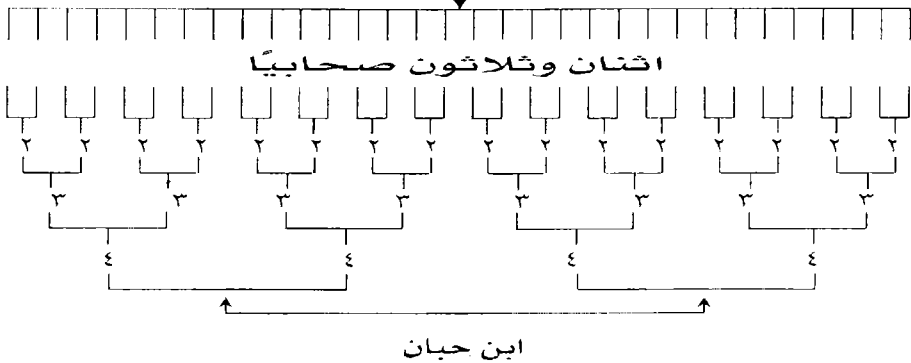 اثنان وثلاثون صحابيًا
٢ ٢ ٢ ٢ ٢ ٢ ٢ ٢ ٢ ٢ ٢ ٢ ٢ ٢ ٢ ٢
٣ ٣ ٣ ٣ ٣ ٣ ٣ ٣
٤ ٤ ٤ ٤
ابن حبان